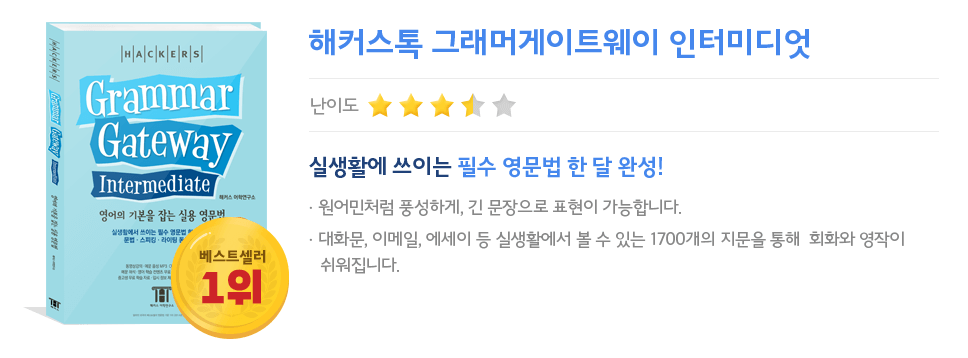 해커스톡 그래머게이트웨이 인터미디엇
난이도
실생활에 쓰이는 필수 영문법 한 달 완성!
· 원어민처럼 풍성하게, 긴 문장으로 표현이 가능합니다.
· 대화문, 이메일, 에세이 등 실생활에서 볼 수 있는 1700개의 지문을 통해 회화와 영작이
쉬워집니다.
HACKERS
Grammar
Gateway
Intermediate
해커스 어학연구소
영어의 기본을 잡는 실용 영문법
실생활에서 쓰이는 필수 영문법
문법·스피킹·라이팅
베스트셀러
1위
HACKERS
Grammar Gateway
Intermediate